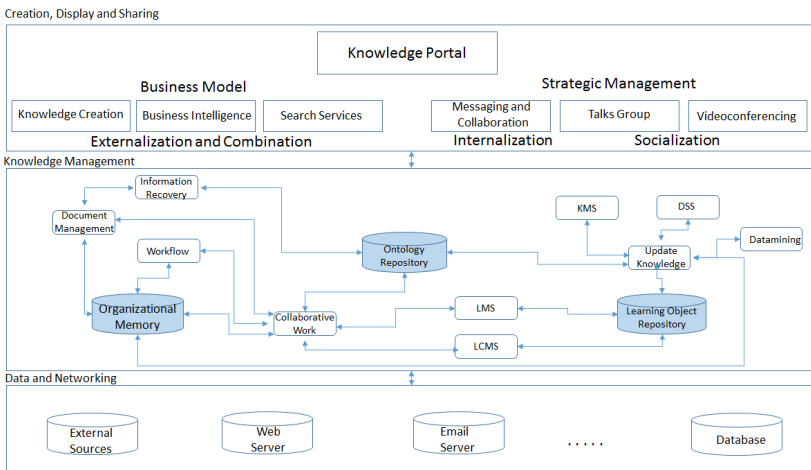 Creation, Display and Sharing
Knowledge Portal
Business Model
Strategic Management
Knowledge Creation
Business Intelligence
Search Services
Messaging and
Collaboration
Talks Group
Videoconferencing
Externalization and Combination
Internalization
Socialization
Knowledge Management
Information
Recovery
Document
Management
Workflow
Ontology
Repository
KMS
DSS
Update
Knowledge
Datamining
Organizational
Memory
Collaborative
Work
LMS
LCMS
Learning Object
Repository
Data and Networking
External
Sources
Web
Server
Email
Server
. . . . .
Database